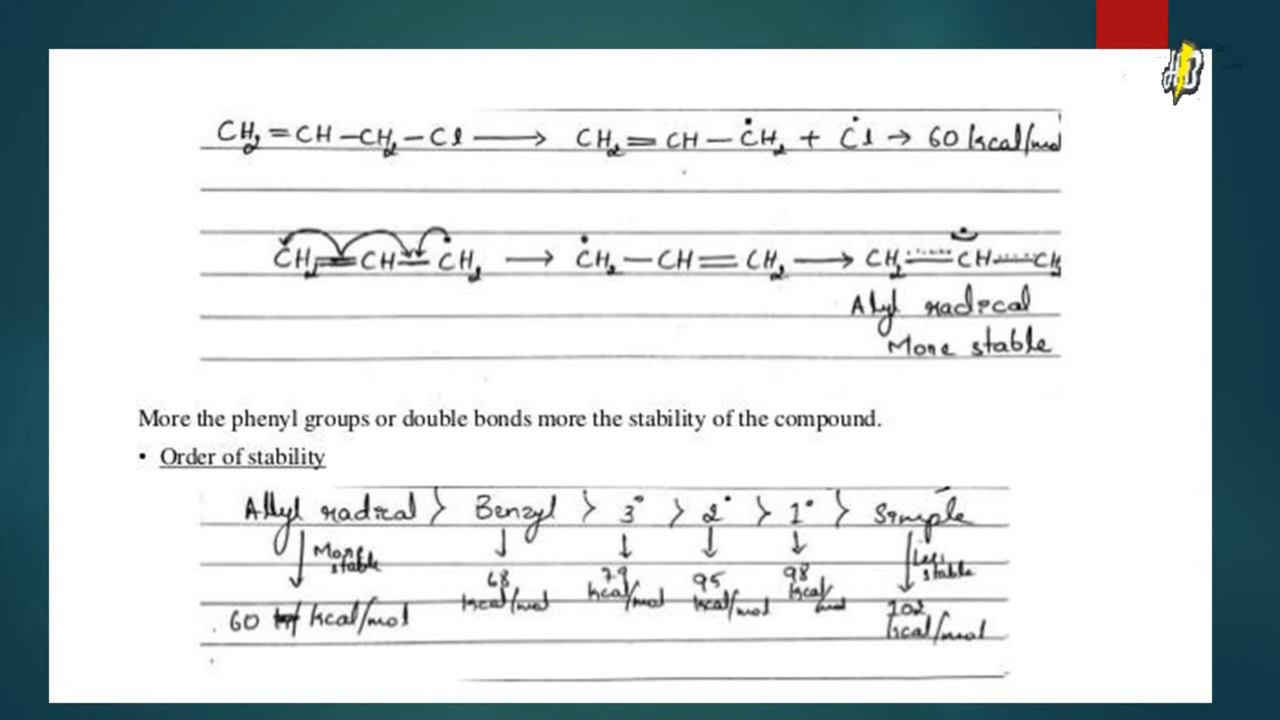 CH₂=CH−CH₂−Cl ⟶ CH₂=CH−ĊH₂ + Ċl → 60 kcal/mol
CH₂=CH=ĊH₂ ⟶ ĊH₂−CH=CH₂ ⟶ CH₂⋯CH⋯CH₂
Alyl radical
More stable
More the phenyl groups or double bonds more the stability of the compound.
• Order of stability
Allyl radical > Benzyl > 3° > 2° > 1° > Simple
More stable
Less stable
60 kcal/mol 68 kcal/mol 79 kcal/mol 95 kcal/mol 98 kcal/mol 102 kcal/mol
HB